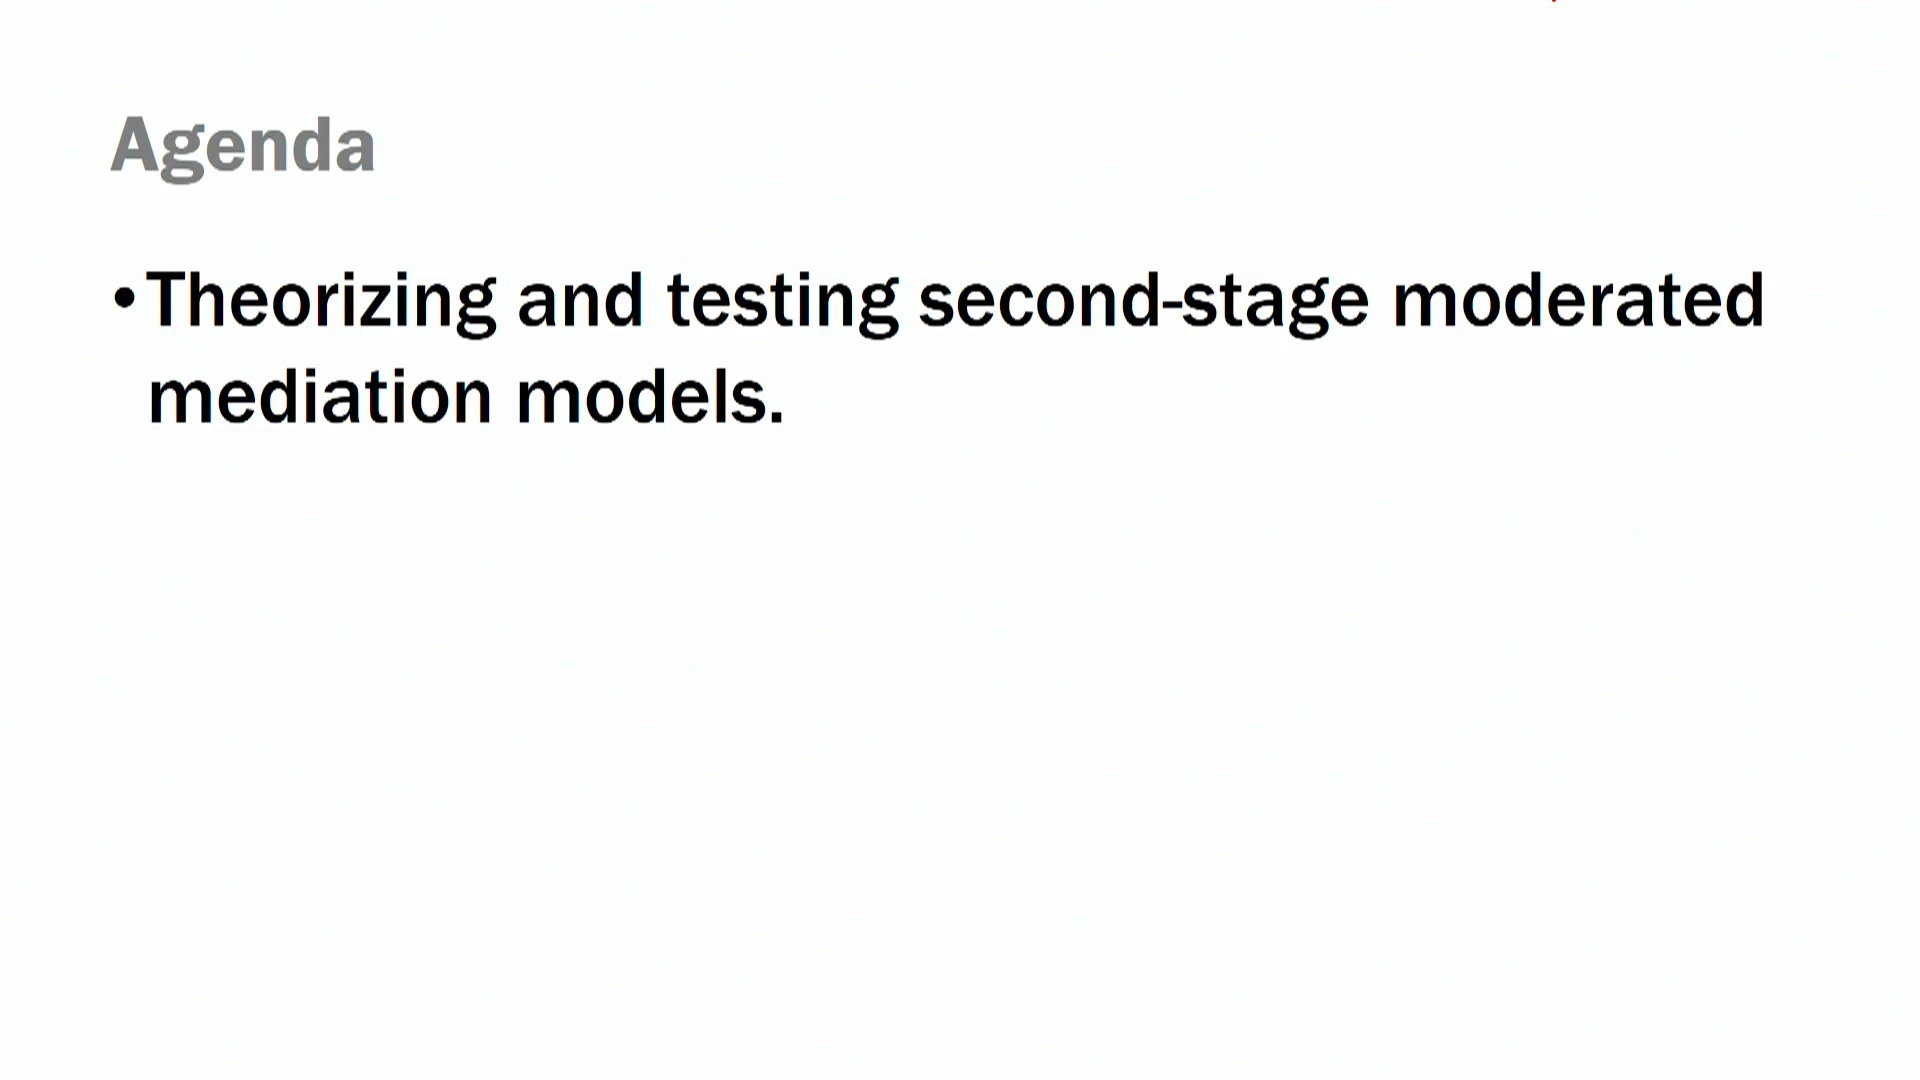 Agenda
•Theorizing and testing second-stage moderated
mediation models.